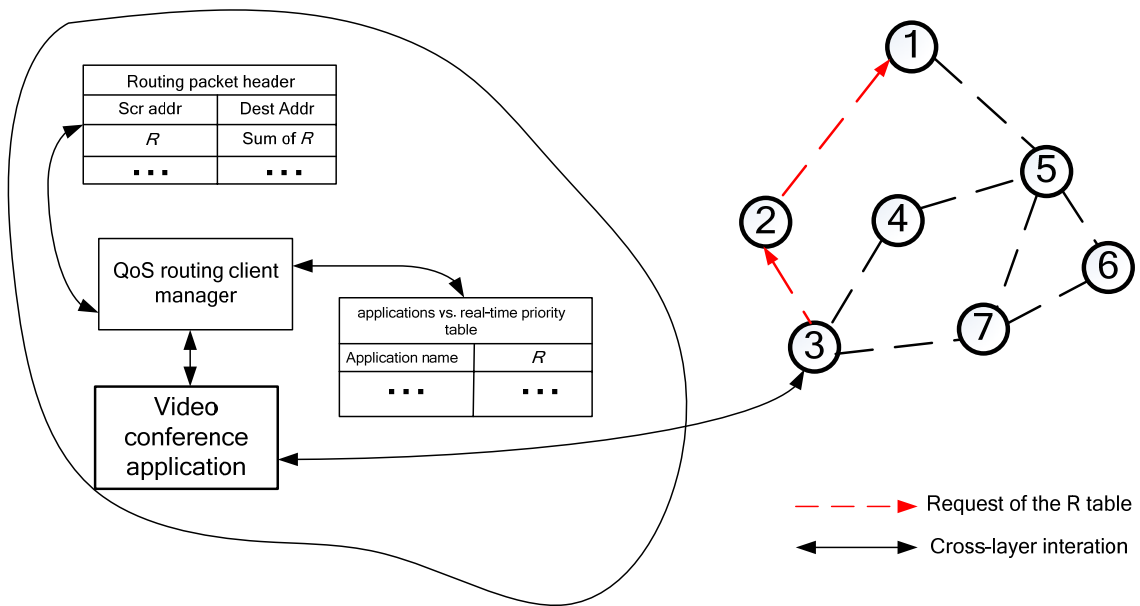 Routing packet header
Scr addr
Dest Addr
R
Sum of R
...
...
QoS routing client
manager
applications vs. real-time priority
table
Application name
R
...
...
Video
conference
application
1
2
3
4
5
6
7
Request of the R table
Cross-layer interation